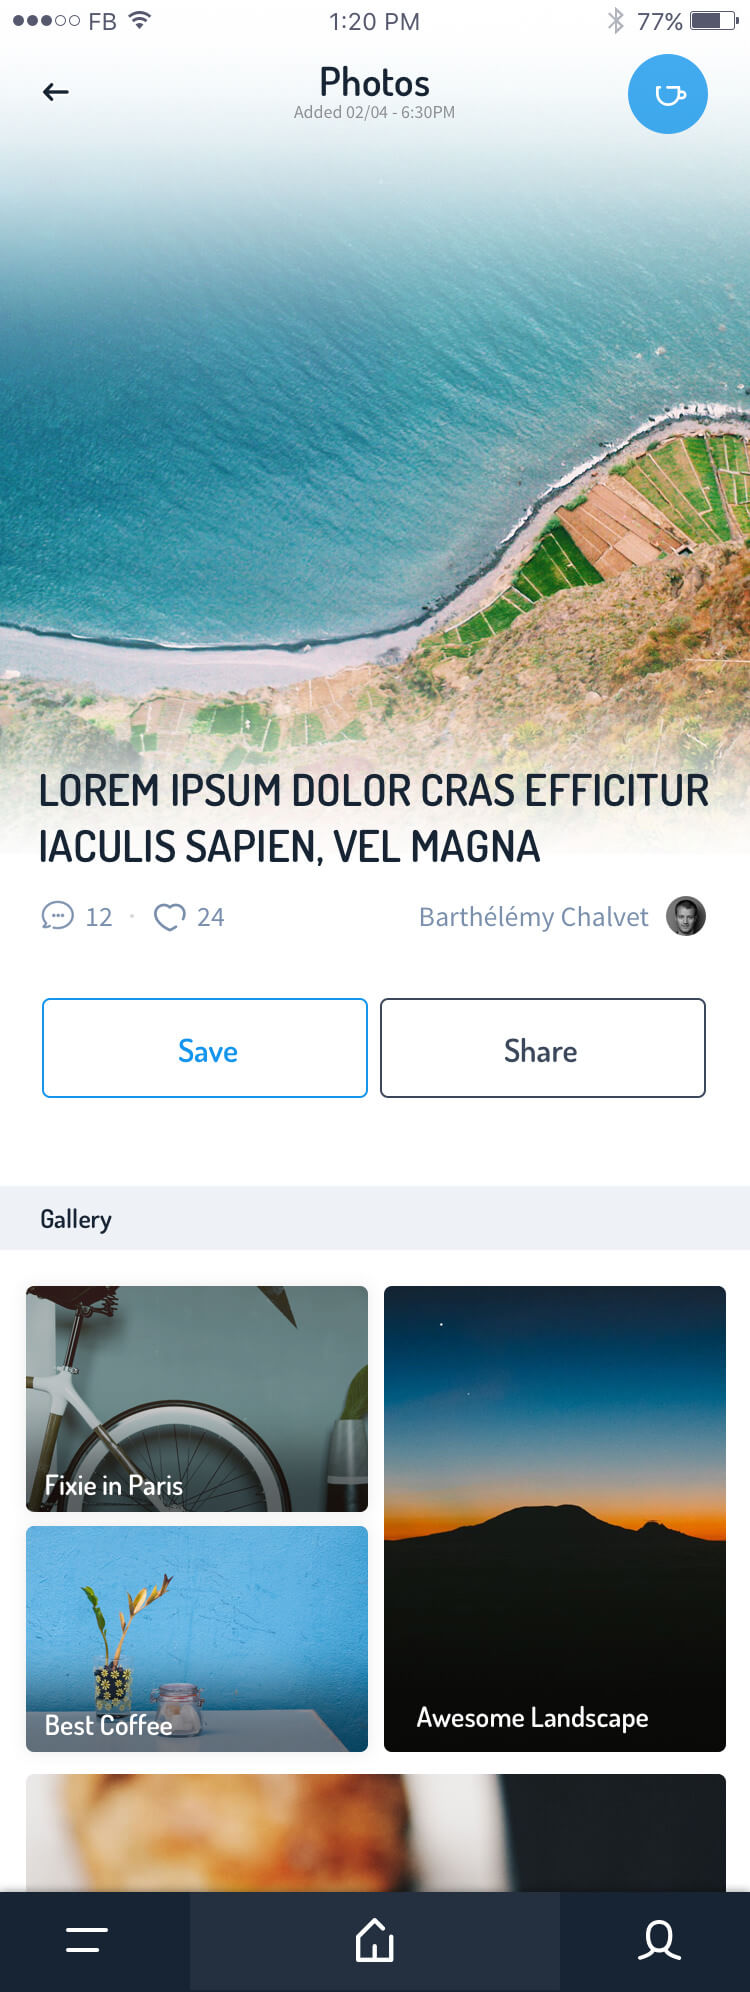 FB 1:20 PM 77%
Photos
Added 02/04 - 6:30PM
LOREM IPSUM DOLOR CRAS EFFICITUR
IACULIS SAPIEN, VEL MAGNA
12 · 24 Barthélémy Chalvet
Save Share
Gallery
Fixie in Paris
Best Coffee
Awesome Landscape